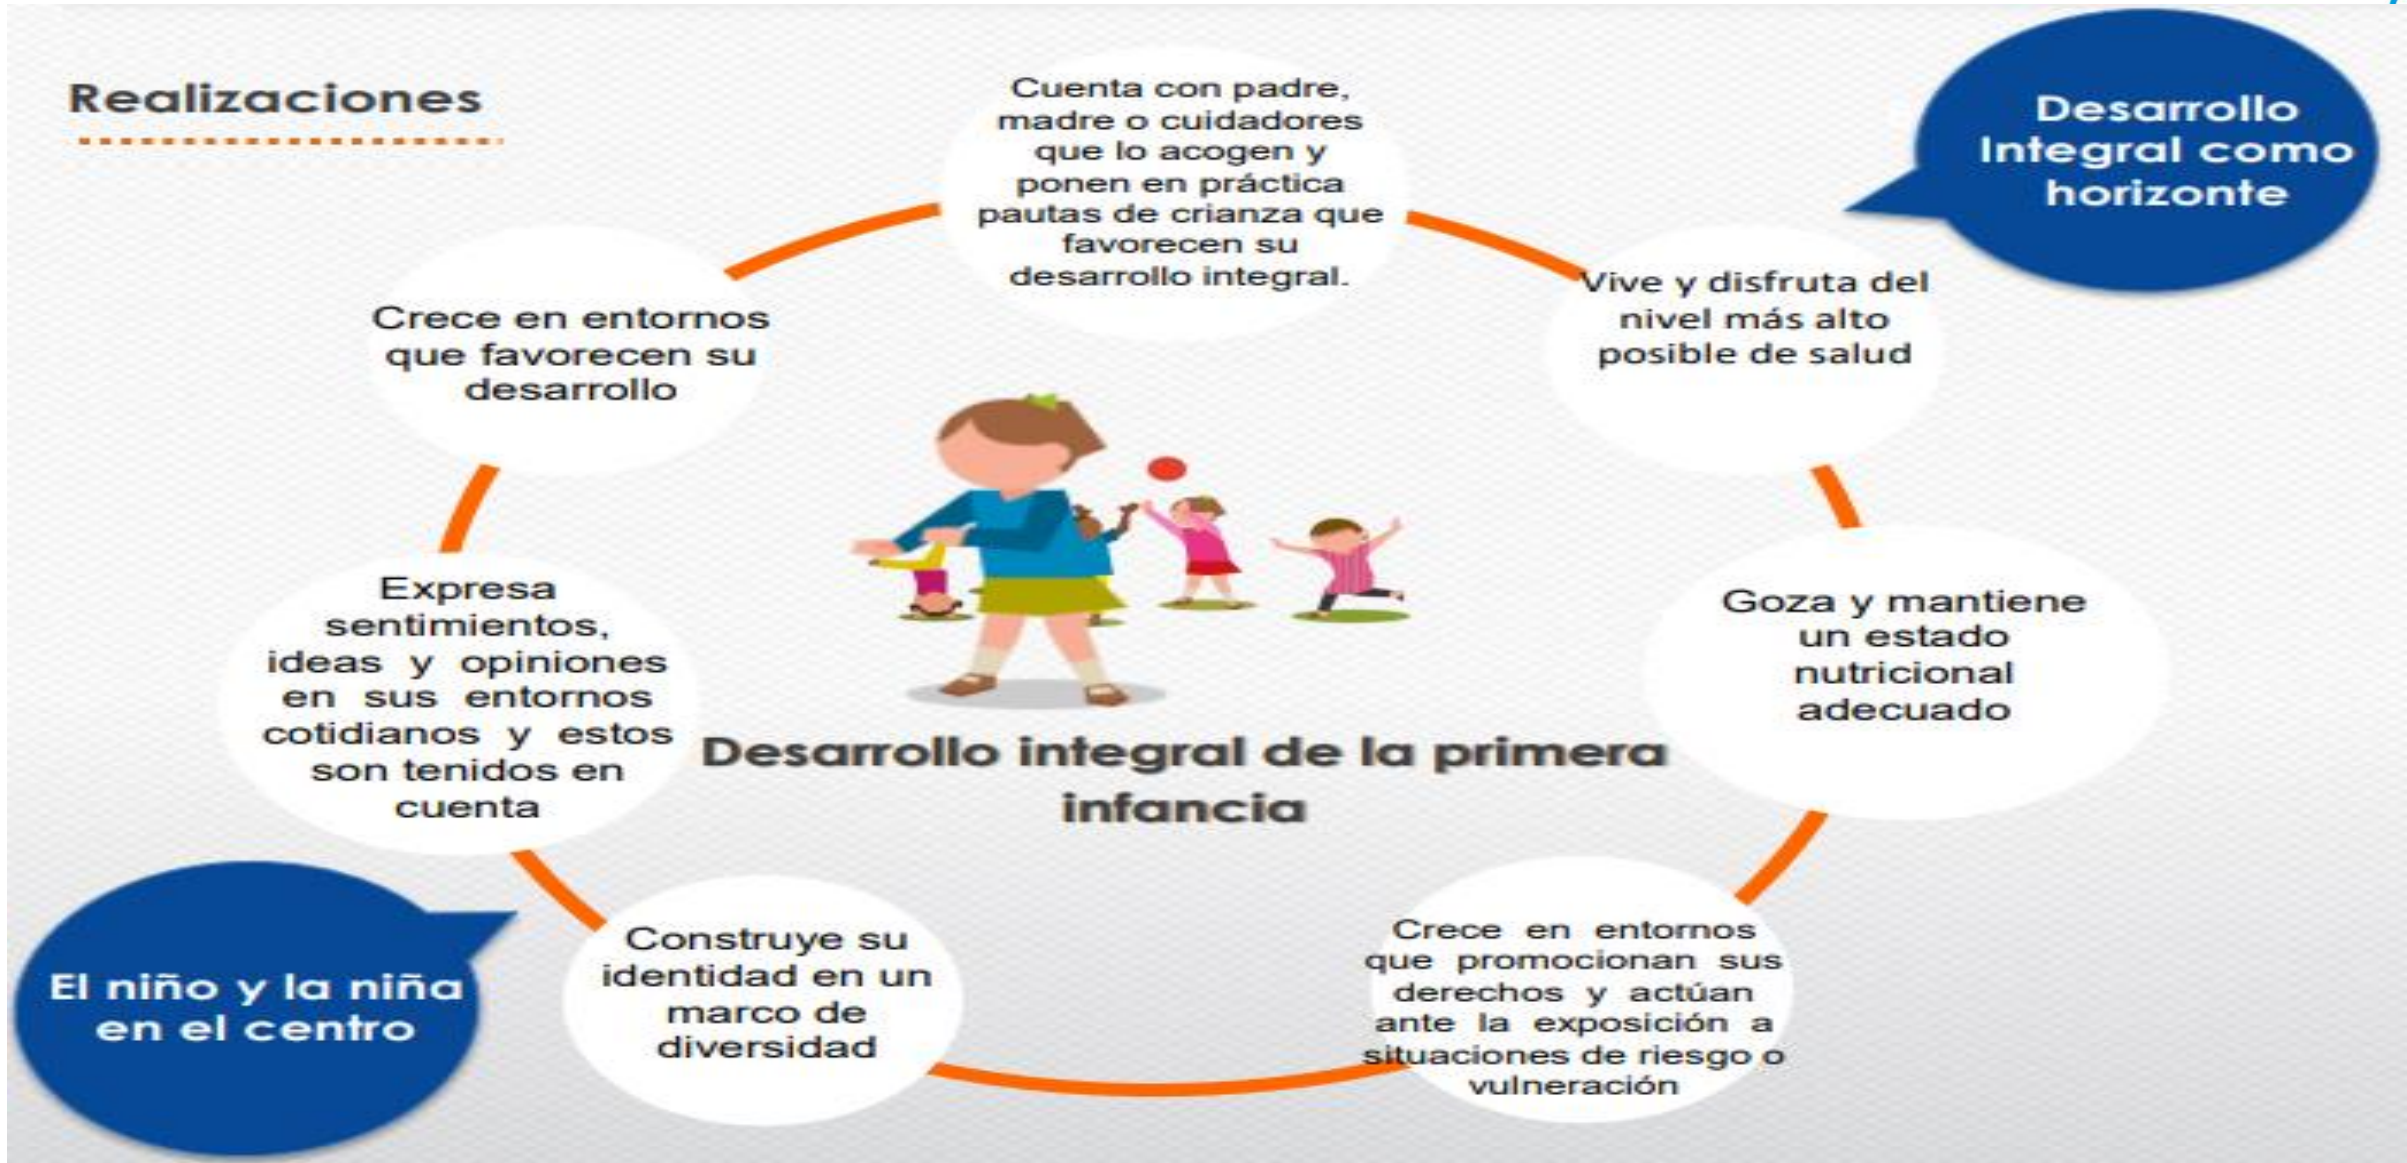 Realizaciones
Cuenta con padre,
madre o cuidadores
que lo acogen y
ponen en práctica
pautas de crianza que
favorecen su
desarrollo integral.
Desarrollo
Integral como
horizonte
Vive y disfruta del
nivel más alto
posible de salud
Crece en entornos
que favorecen su
desarrollo
Goza y mantiene
un estado
nutricional
adecuado
Expresa
sentimientos,
ideas y opiniones
en sus entornos
cotidianos y estos
son tenidos en
cuenta
Desarrollo integral de la primera
infancia
Crece en entornos
que promocionan sus
derechos y actúan
ante la exposición a
situaciones de riesgo o
vulneración
Construye su
identidad en un
marco de
diversidad
El niño y la niña
en el centro